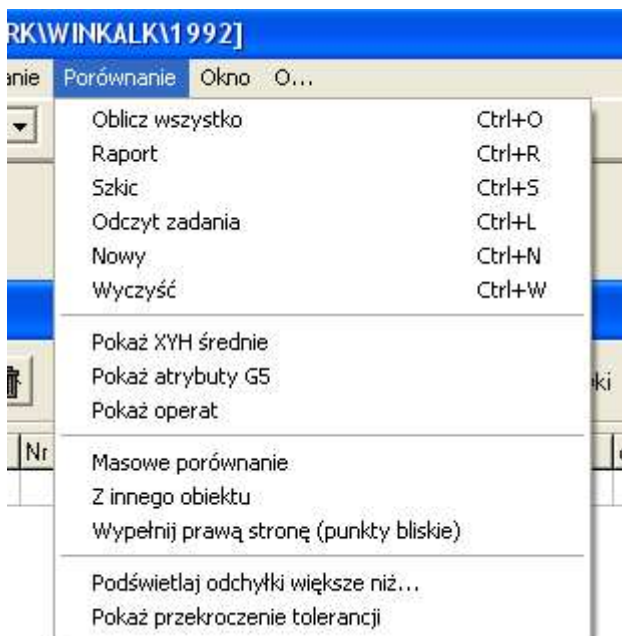 RK\WINKALK\1992]
anie Porównanie Okno O...
Oblicz wszystko Ctrl+O
Raport Ctrl+R
Szkic Ctrl+S
Odczyt zadania Ctrl+L
Nowy Ctrl+N
Wyczyść Ctrl+W
Pokaż XYH średnie
Pokaż atrybuty G5
ki
Pokaż operat
Nr
Masowe porównanie
Z innego obiektu
Wypełnij prawą stronę (punkty bliskie)
Podświetlaj odchyłki większe niż...
Pokaż przekroczenie tolerancji